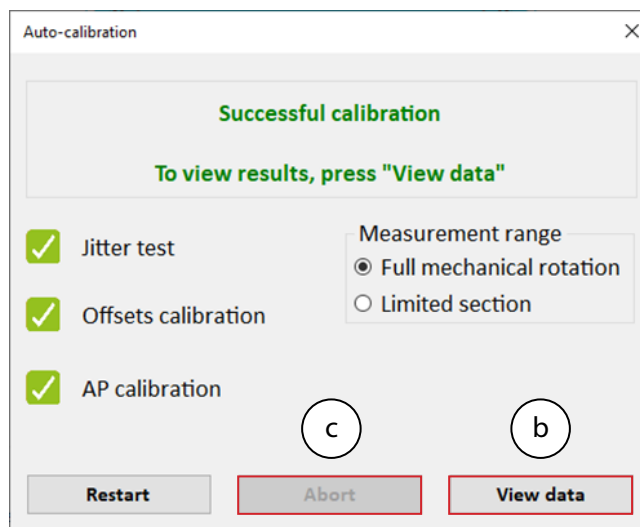 Auto-calibration
Successful calibration
To view results, press "View data"
Jitter test
Measurement range
Full mechanical rotation
Limited section
Offsets calibration
AP calibration
c
b
Restart
Abort
View data